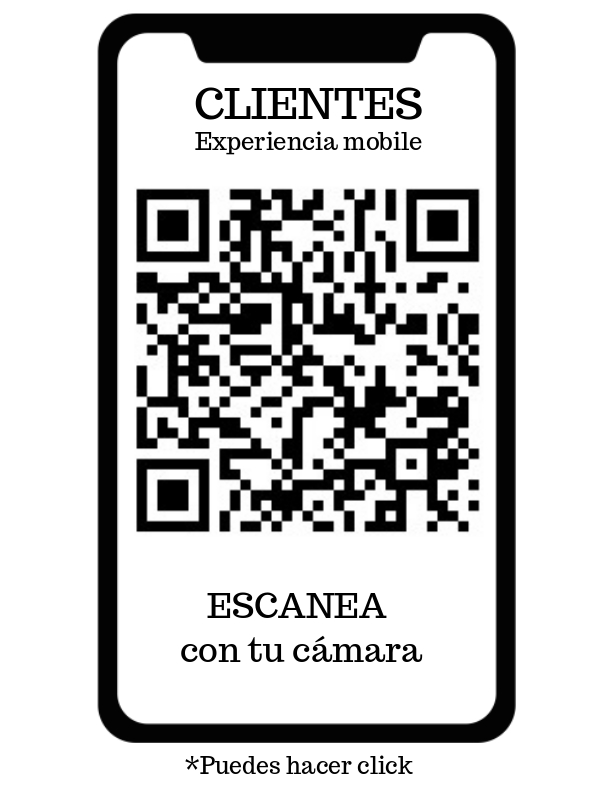 CLIENTES
Experiencia mobile
ESCANEA
con tu cámara
*Puedes hacer click